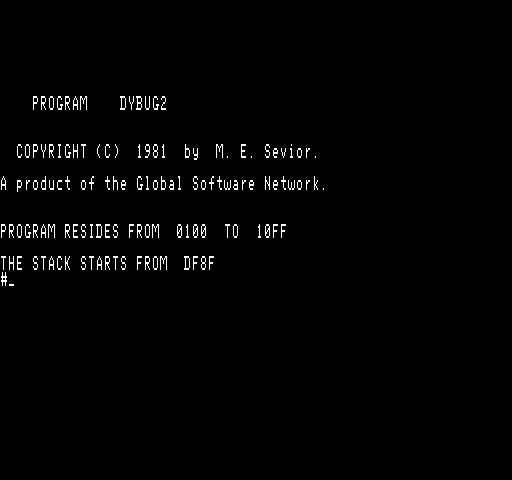 PROGRAM    DYBUG2
COPYRIGHT (C)  1981  by  M. E. Sevior.
A product of the Global Software Network.
PROGRAM RESIDES FROM  0100  TO  10FF
THE STACK STARTS FROM  DF8F
#_